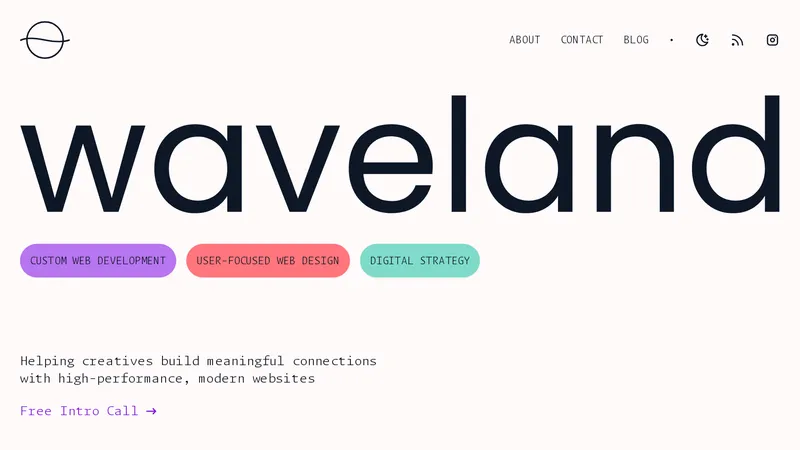 ABOUT CONTACT BLOG •
waveland
CUSTOM WEB DEVELOPMENT USER-FOCUSED WEB DESIGN DIGITAL STRATEGY
Helping creatives build meaningful connections
with high-performance, modern websites
Free Intro Call →